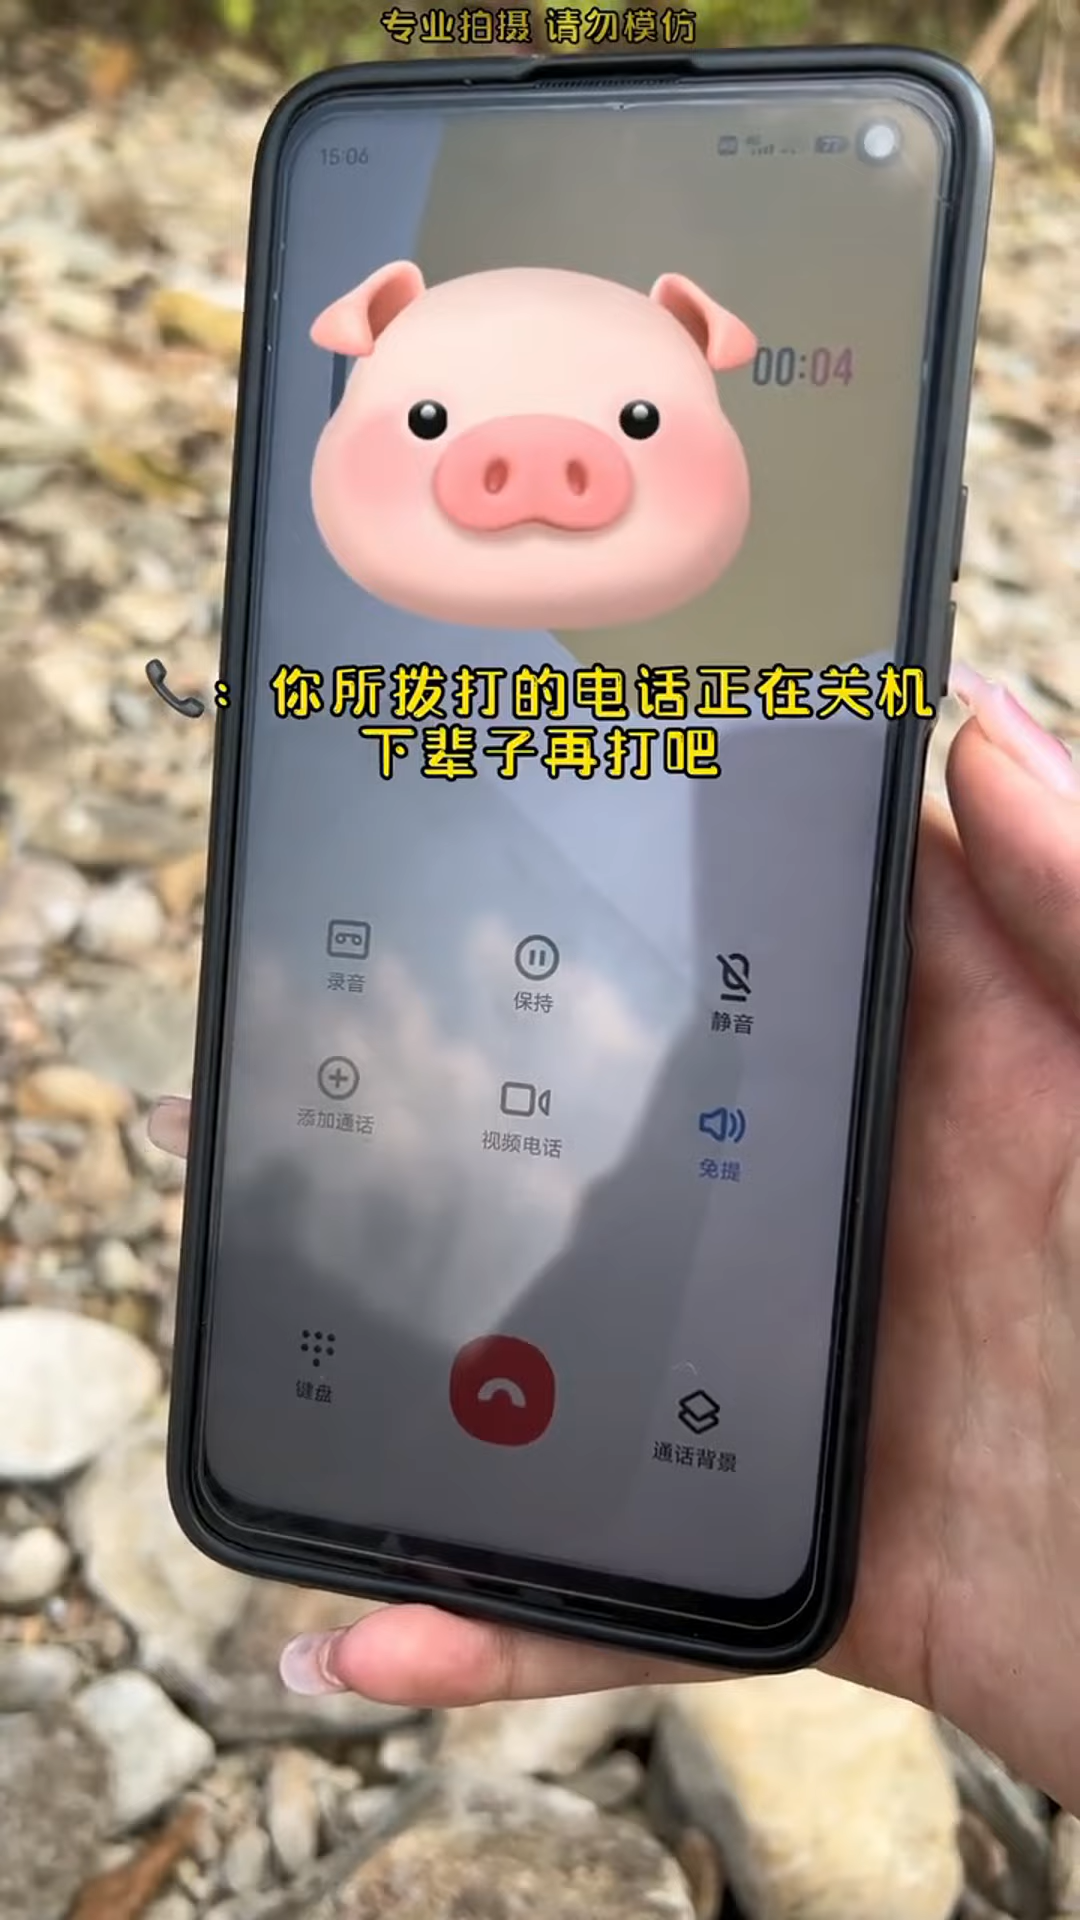 专业拍摄 请勿模仿
15:06
00:04
📞：你所拨打的电话正在关机
下辈子再打吧
录音
保持
静音
添加通话
视频电话
免提
键盘
通话背景